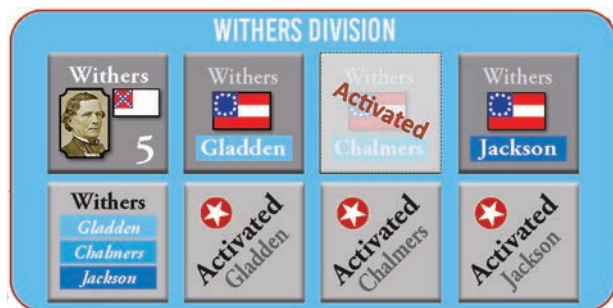 WITHERS DIVISION
Withers
5
Withers
Gladden
Withers
Activated
Chalmers
Withers
Jackson
Withers
Gladden
Chalmers
Jackson
Activated
Gladden
Activated
Chalmers
Activated
Jackson